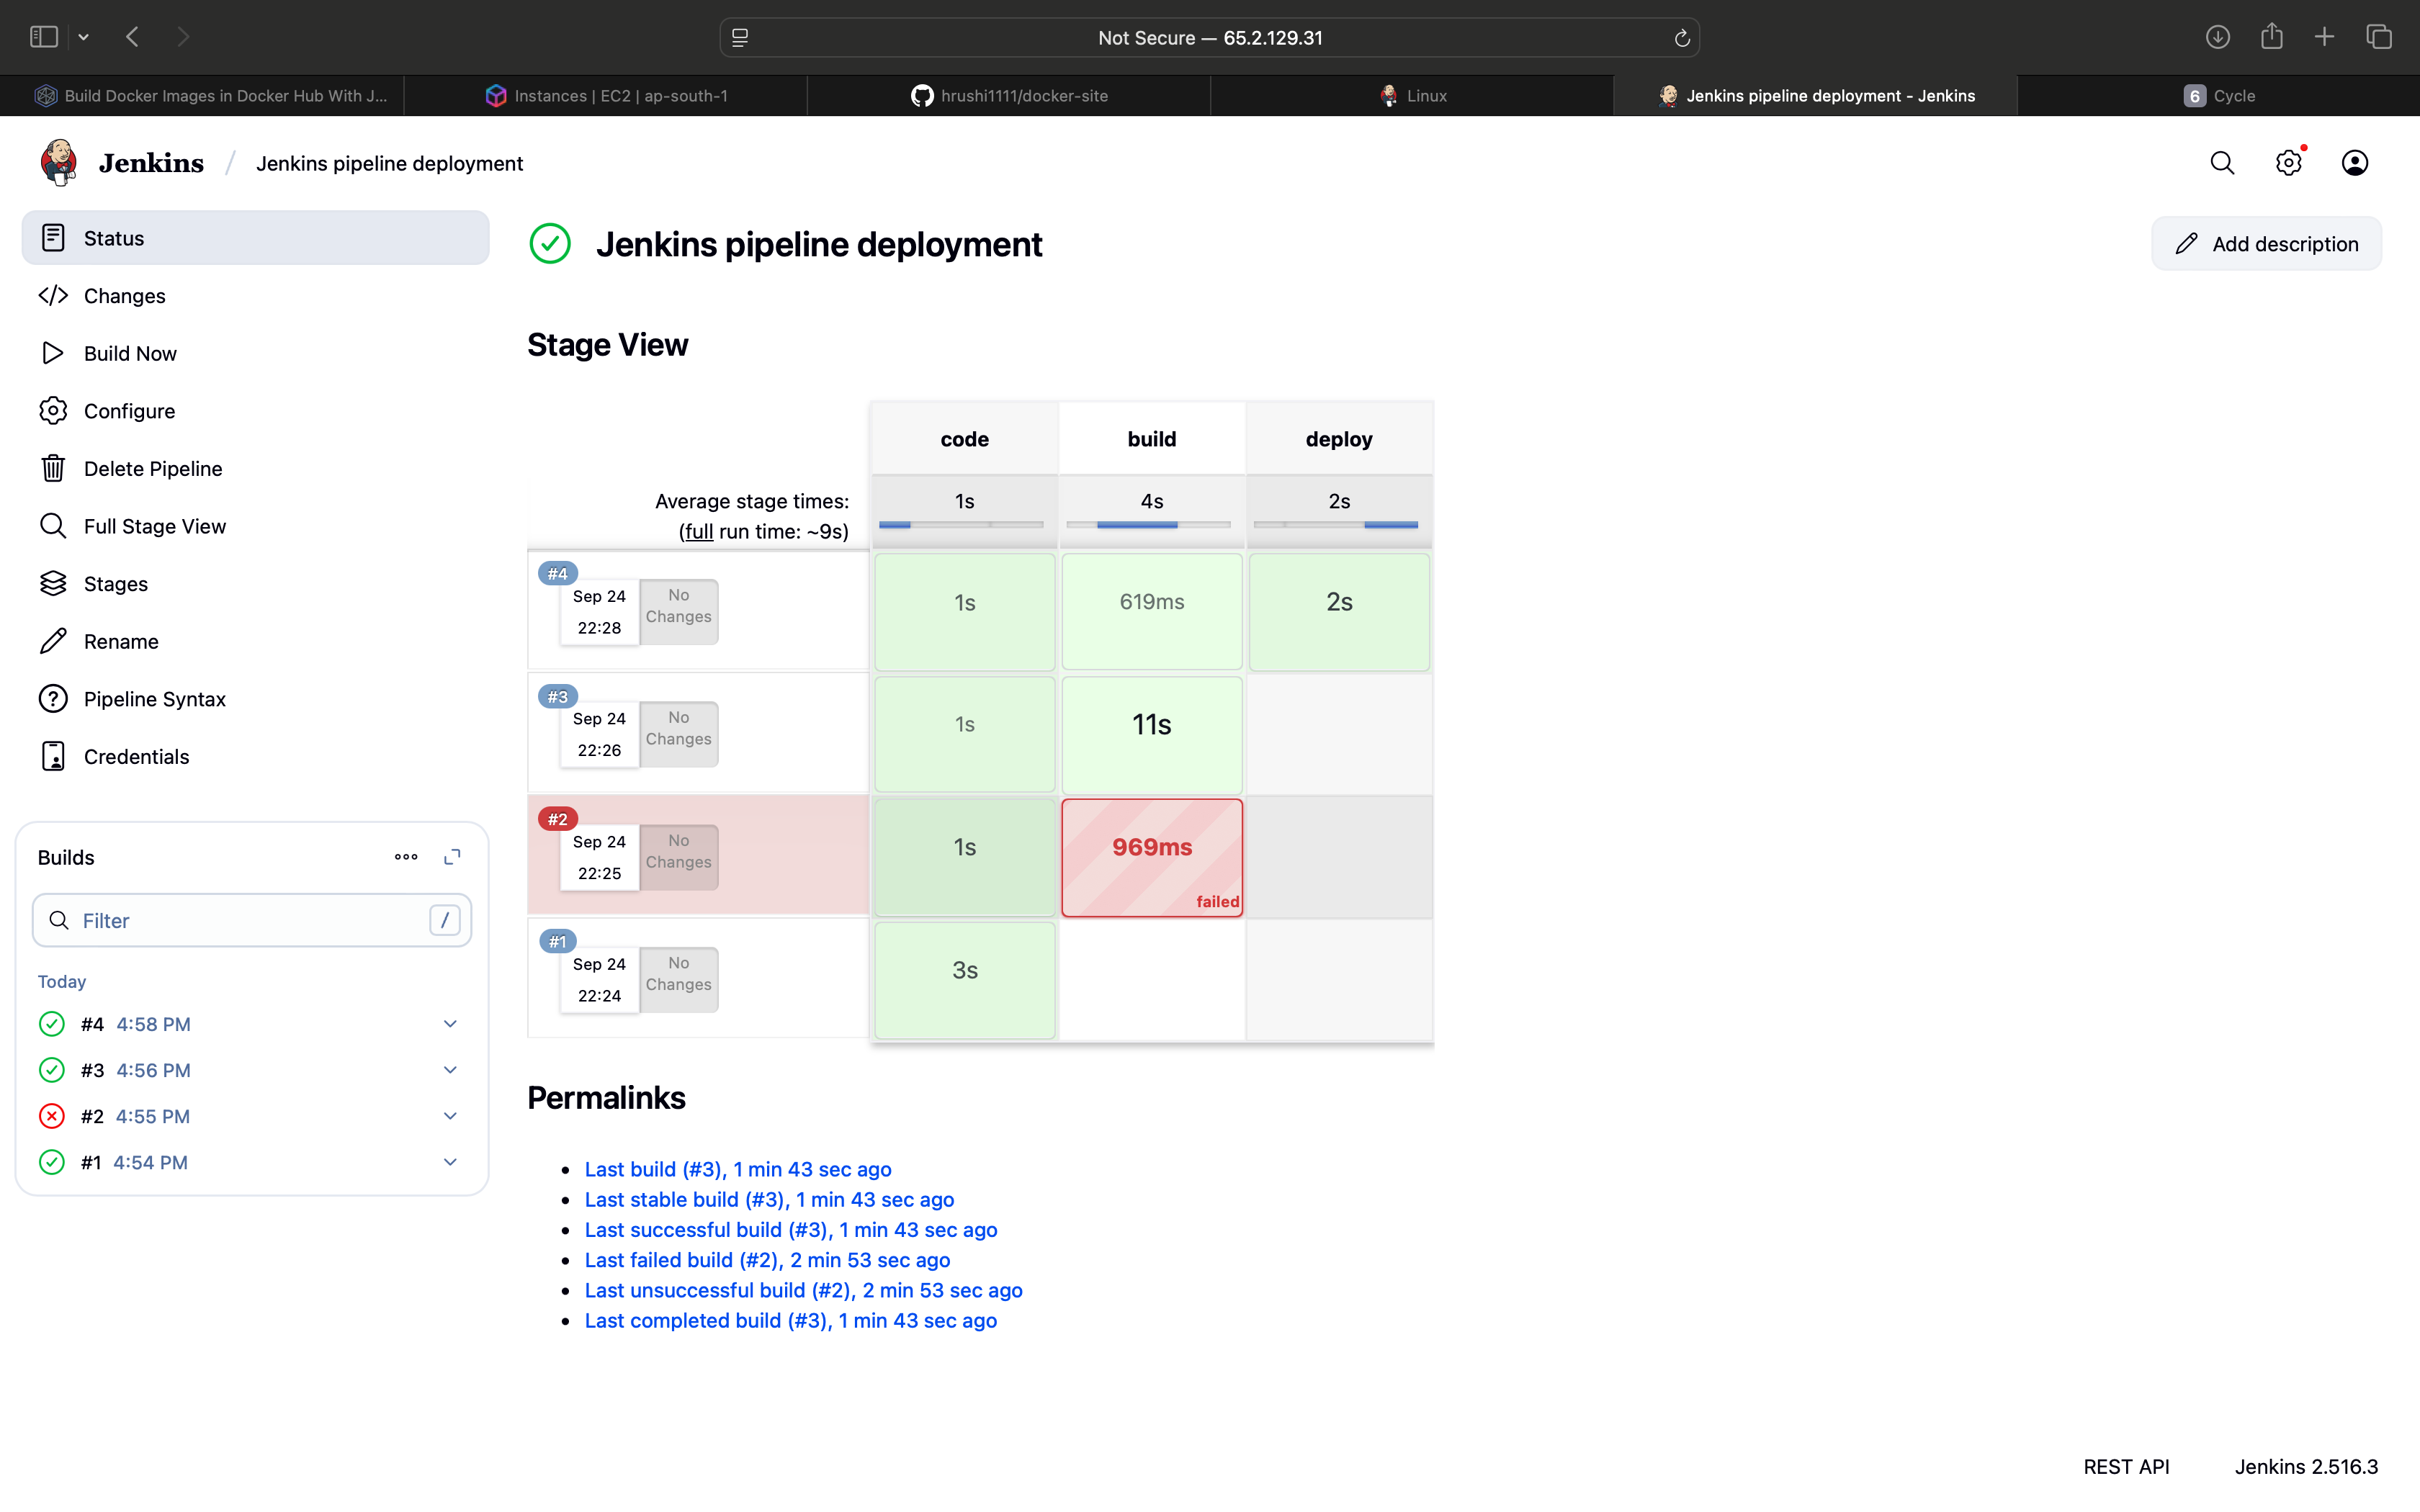 Not Secure — 65.2.129.31
Build Docker Images in Docker Hub With J...
Instances | EC2 | ap-south-1
hrushi1111/docker-site
Linux
Jenkins pipeline deployment - Jenkins
6 Cycle
Jenkins / Jenkins pipeline deployment
Status
Changes
Build Now
Configure
Delete Pipeline
Full Stage View
Stages
Rename
Pipeline Syntax
Credentials
Builds
Filter /
Today
#4 4:58 PM
#3 4:56 PM
#2 4:55 PM
#1 4:54 PM
Jenkins pipeline deployment
Add description
Stage View
code build deploy
Average stage times:
(full run time: ~9s)
1s 4s 2s
#4
Sep 24
22:28
No
Changes
1s 619ms 2s
#3
Sep 24
22:26
No
Changes
1s 11s
#2
Sep 24
22:25
No
Changes
1s 969ms
failed
#1
Sep 24
22:24
No
Changes
3s
Permalinks
Last build (#3), 1 min 43 sec ago
Last stable build (#3), 1 min 43 sec ago
Last successful build (#3), 1 min 43 sec ago
Last failed build (#2), 2 min 53 sec ago
Last unsuccessful build (#2), 2 min 53 sec ago
Last completed build (#3), 1 min 43 sec ago
REST API
Jenkins 2.516.3